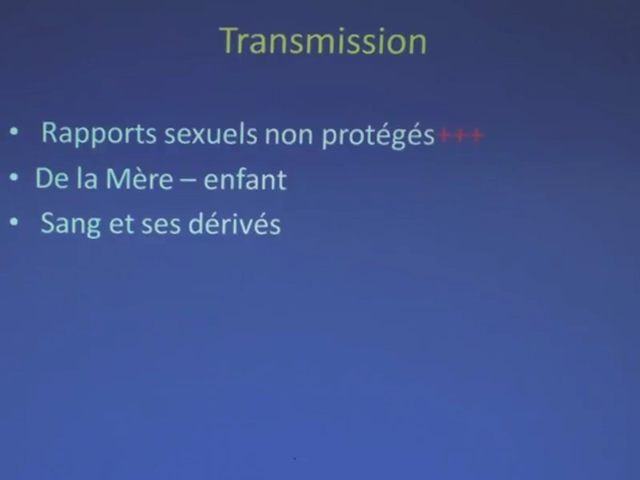 Transmission
• Rapports sexuels non protégés+++
• De la Mère – enfant
• Sang et ses dérivés